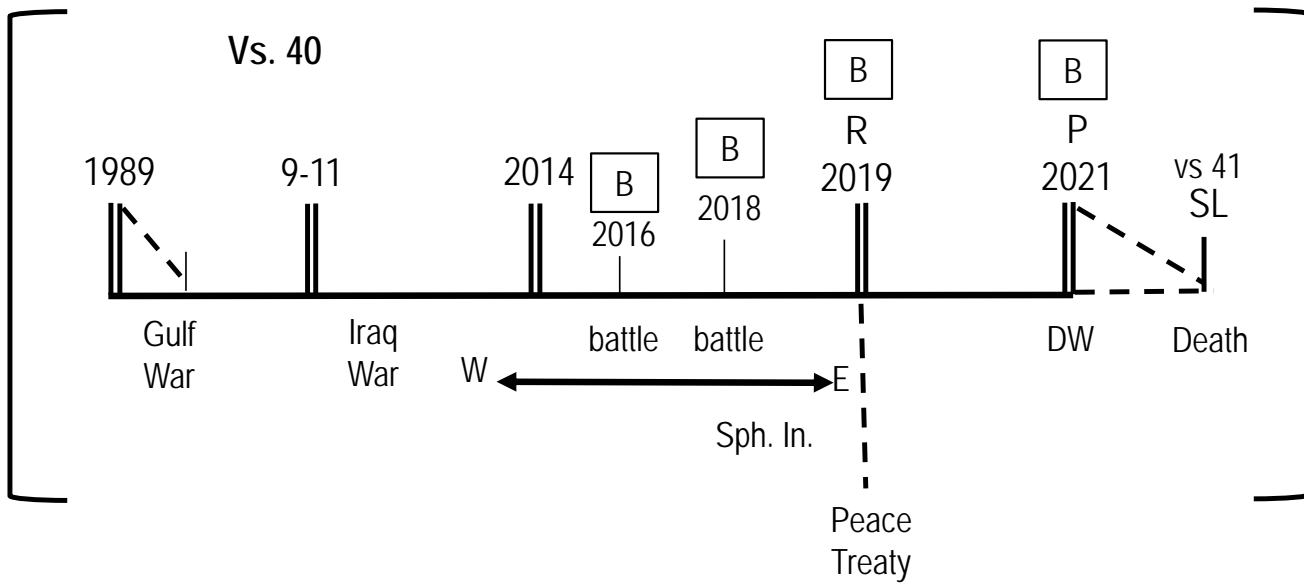 Vs. 40
B
B
R
P
B
B
1989
9-11
2014
2016
2018
2019
2021
vs 41
SL
Gulf
War
Iraq
War
battle
battle
DW
Death
W
E
Sph. In.
Peace
Treaty